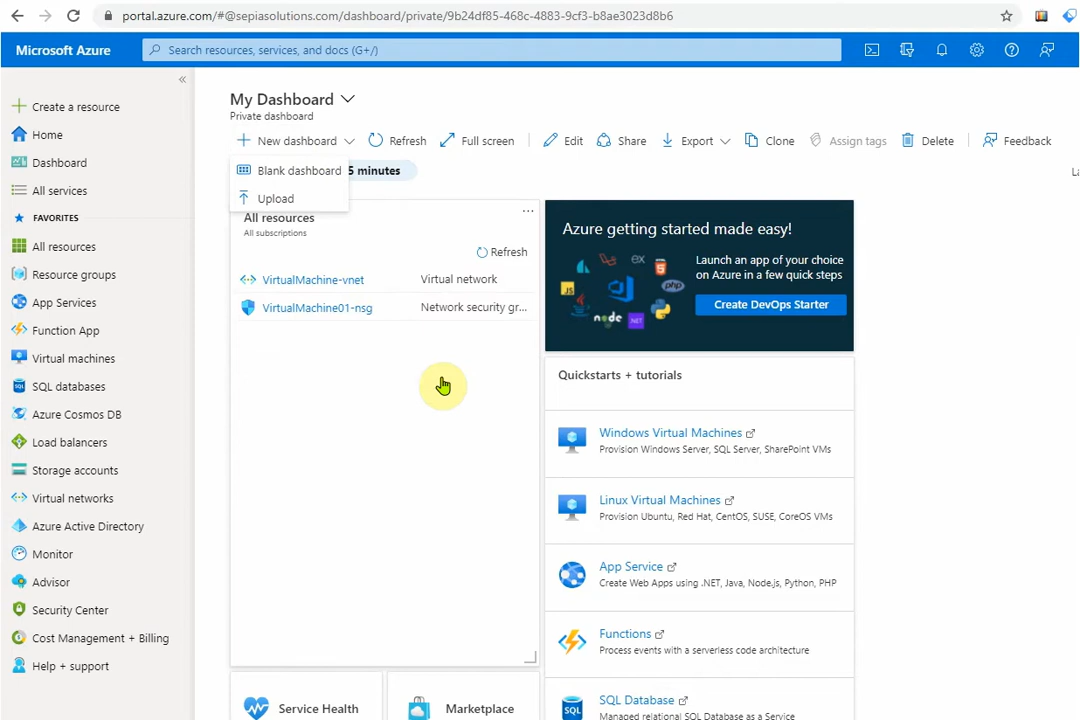 portal.azure.com/#@sepiasolutions.com/dashboard/private/9b24df85-468c-4883-9cf3-b8ae3023d8b6
Microsoft Azure
Search resources, services, and docs (G+/)
Create a resource
Home
Dashboard
All services
FAVORITES
All resources
Resource groups
App Services
Function App
Virtual machines
SQL databases
Azure Cosmos DB
Load balancers
Storage accounts
Virtual networks
Azure Active Directory
Monitor
Advisor
Security Center
Cost Management + Billing
Help + support
My Dashboard
Private dashboard
New dashboard Refresh Full screen Edit Share Export Clone Assign tags Delete Feedback
Blank dashboard
Upload
5 minutes
All resources
All subscriptions
Refresh
VirtualMachine-vnet Virtual network
VirtualMachine01-nsg Network security gr...
Service Health
Marketplace
Azure getting started made easy!
Launch an app of your choice
on Azure in a few quick steps
Create DevOps Starter
JS
EX
php
node
.NET
Quickstarts + tutorials
Windows Virtual Machines
Provision Windows Server, SQL Server, SharePoint VMs
Linux Virtual Machines
Provision Ubuntu, Red Hat, CentOS, SUSE, CoreOS VMs
App Service
Create Web Apps using .NET, Java, Node.js, Python, PHP
Functions
Process events with a serverless code architecture
SQL Database
Managed relational SQL Database as a Service